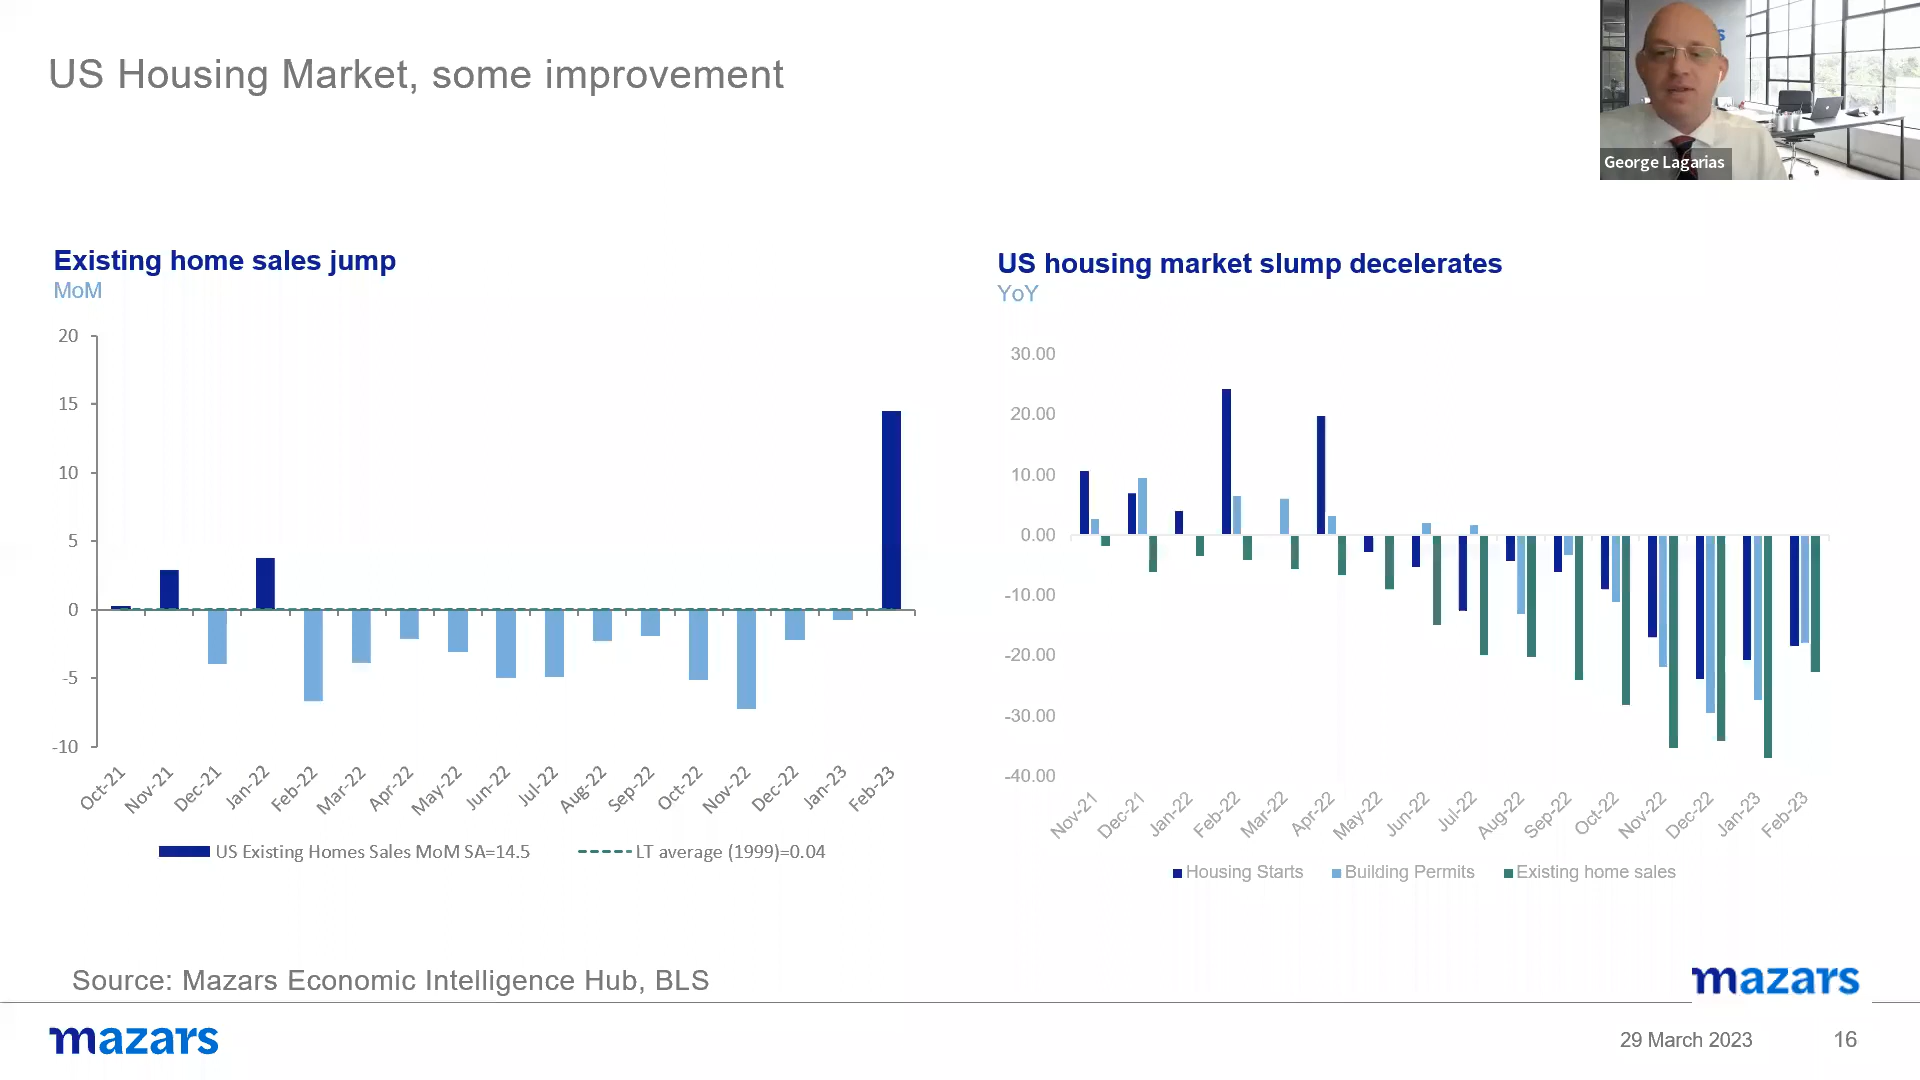 US Housing Market, some improvement
s
George Lagarias
Existing home sales jump
MoM
20
15
10
5
0
-5
-10
Oct-21 Nov-21 Dec-21 Jan-22 Feb-22 Mar-22 Apr-22 May-22 Jun-22 Jul-22 Aug-22 Sep-22 Oct-22 Nov-22 Dec-22 Jan-23 Feb-23
US Existing Homes Sales MoM SA=14.5 LT average (1999)=0.04
US housing market slump decelerates
YoY
30.00
20.00
10.00
0.00
-10.00
-20.00
-30.00
-40.00
Nov-21 Dec-21 Jan-22 Feb-22 Mar-22 Apr-22 May-22 Jun-22 Jul-22 Aug-22 Sep-22 Oct-22 Nov-22 Dec-22 Jan-23 Feb-23
Housing Starts Building Permits Existing home sales
Source: Mazars Economic Intelligence Hub, BLS
mazars
mazars
29 March 2023 16